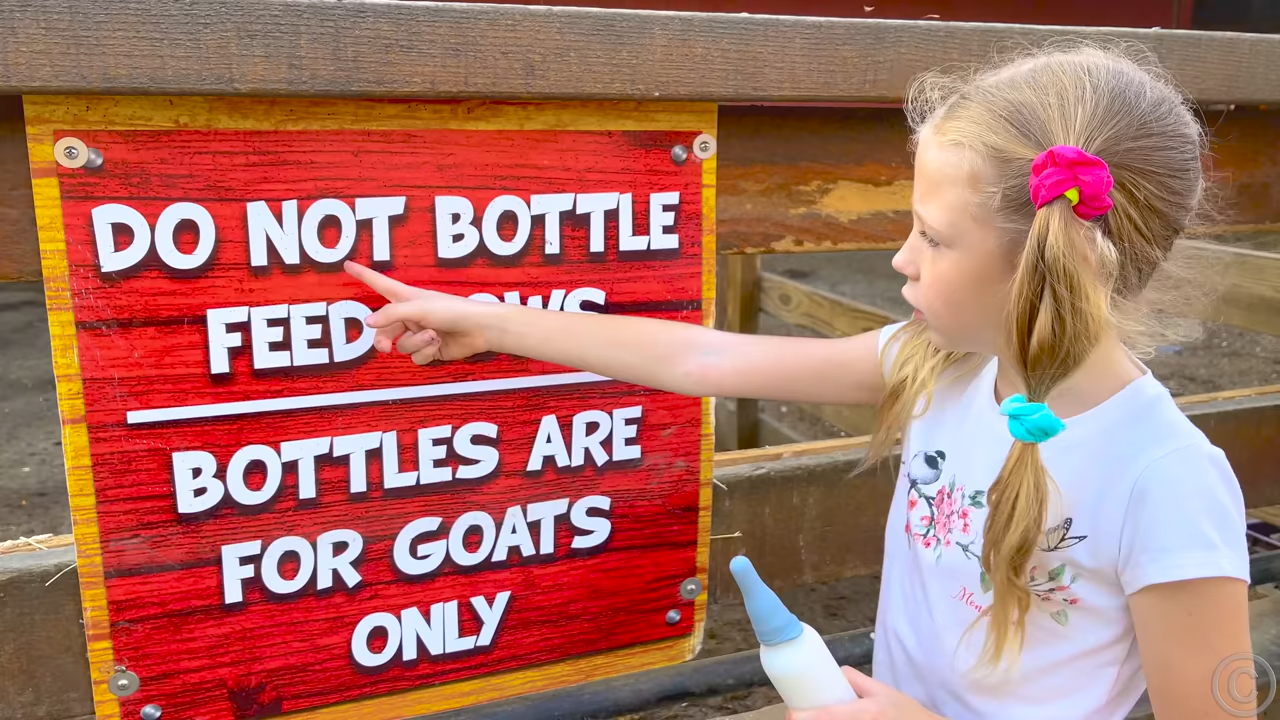 DO NOT BOTTLE
FEED
BOTTLES ARE
FOR GOATS
ONLY
©